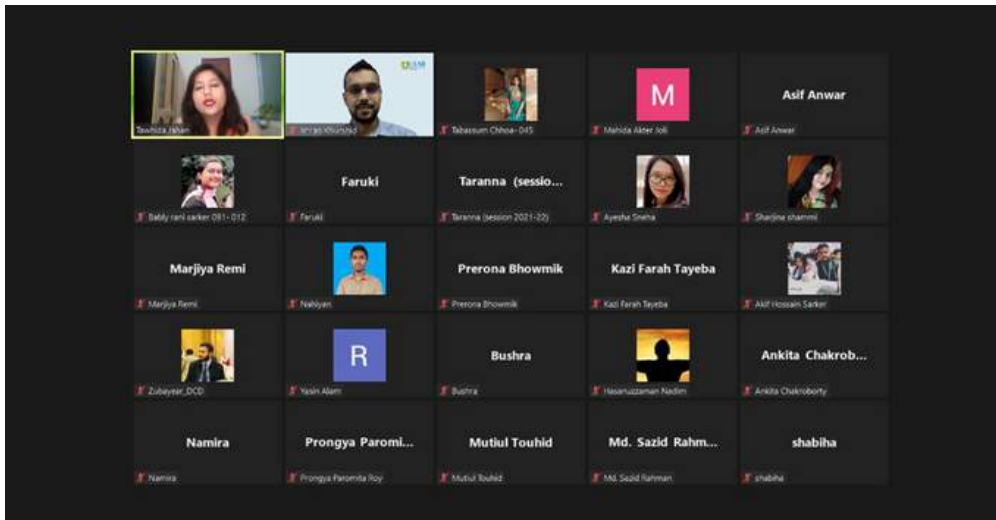 Tawhida Jahan
Imran Khurshid
Tabassum Chhoa- 045
M
Mahida Akter Joli
Asif Anwar
Asif Anwar
Bably rani sarker 091- 012
Faruki
Faruki
Taranna (sessio...
Taranna (session 2021-22)
Ayesha Sneha
Sharjina shammi
Marjiya Remi
Marjiya Remi
Nahiyan
Prerona Bhowmik
Prerona Bhowmik
Kazi Farah Tayeba
Kazi Farah Tayeba
Akif Hossain Sarker
Zubayear_DCD
R
Yasin Alam
Bushra
Bushra
Hasanuzzaman Nadim
Ankita Chakrob...
Ankita Chakroborty
Namira
Namira
Prongya Paromi...
Prongya Paromita Roy
Mutiul Touhid
Mutiul Touhid
Md. Sazid Rahm...
Md. Sazid Rahman
shabiha
shabiha